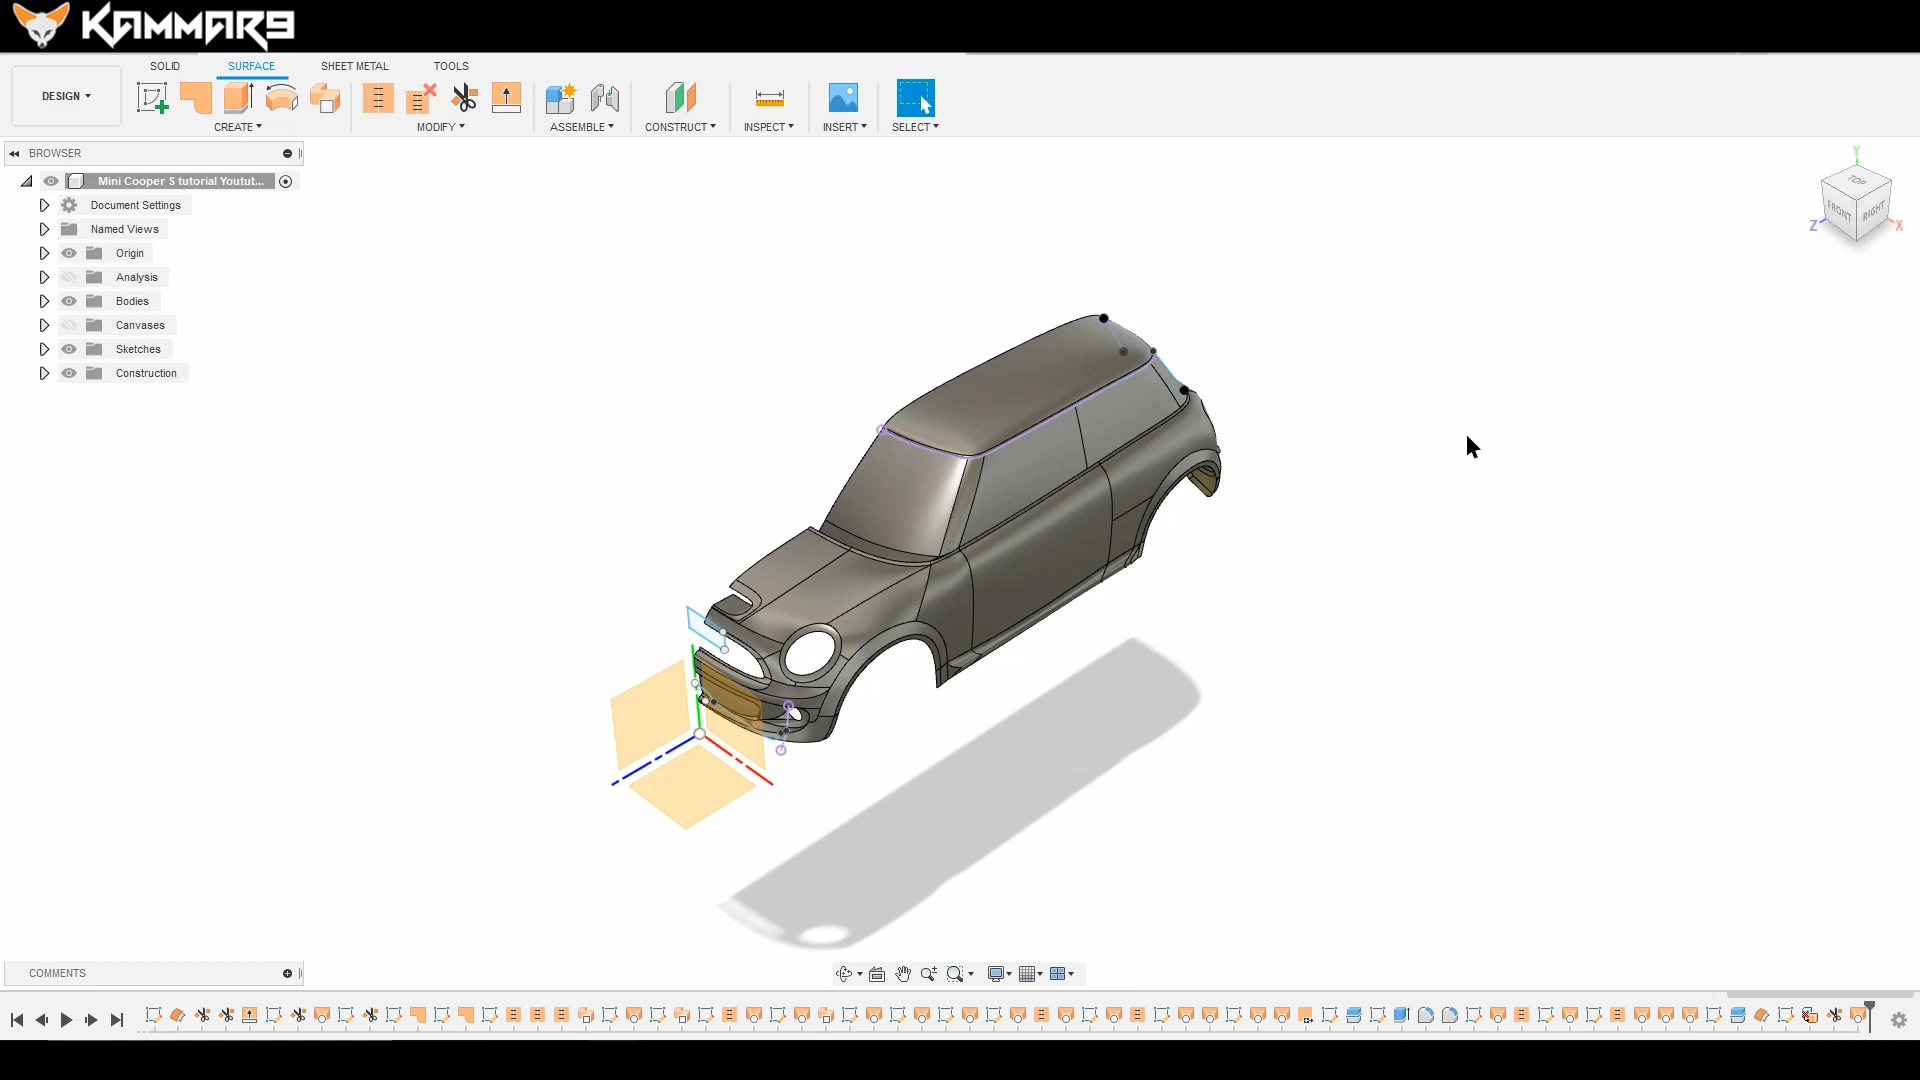 KAMMAR9
SOLID SURFACE SHEET METAL TOOLS
DESIGN
CREATE MODIFY ASSEMBLE CONSTRUCT INSPECT INSERT SELECT
BROWSER
Mini Cooper S tutorial Youtut...
Document Settings
Named Views
Origin
Analysis
Bodies
Canvases
Sketches
Construction
Y
TOP
FRONT RIGHT
Z X
COMMENTS